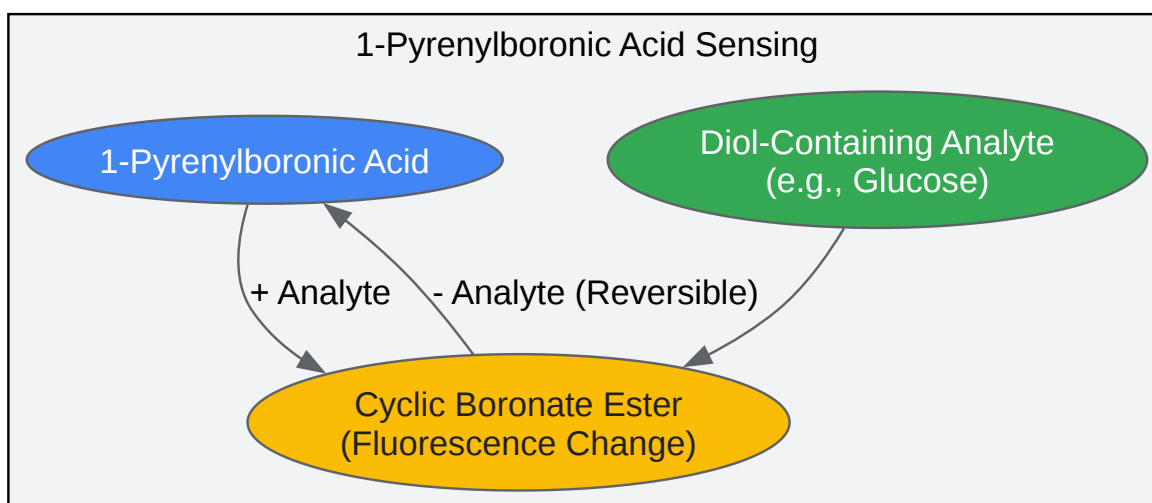 1-Pyrenylboronic Acid Sensing
1-Pyrenylboronic Acid
Diol-Containing Analyte
(e.g., Glucose)
+ Analyte
- Analyte (Reversible)
Cyclic Boronate Ester
(Fluorescence Change)